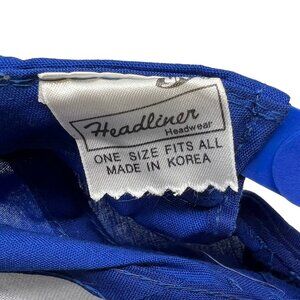 Headliner
Headwear
ONE SIZE FITS ALL
MADE IN KOREA